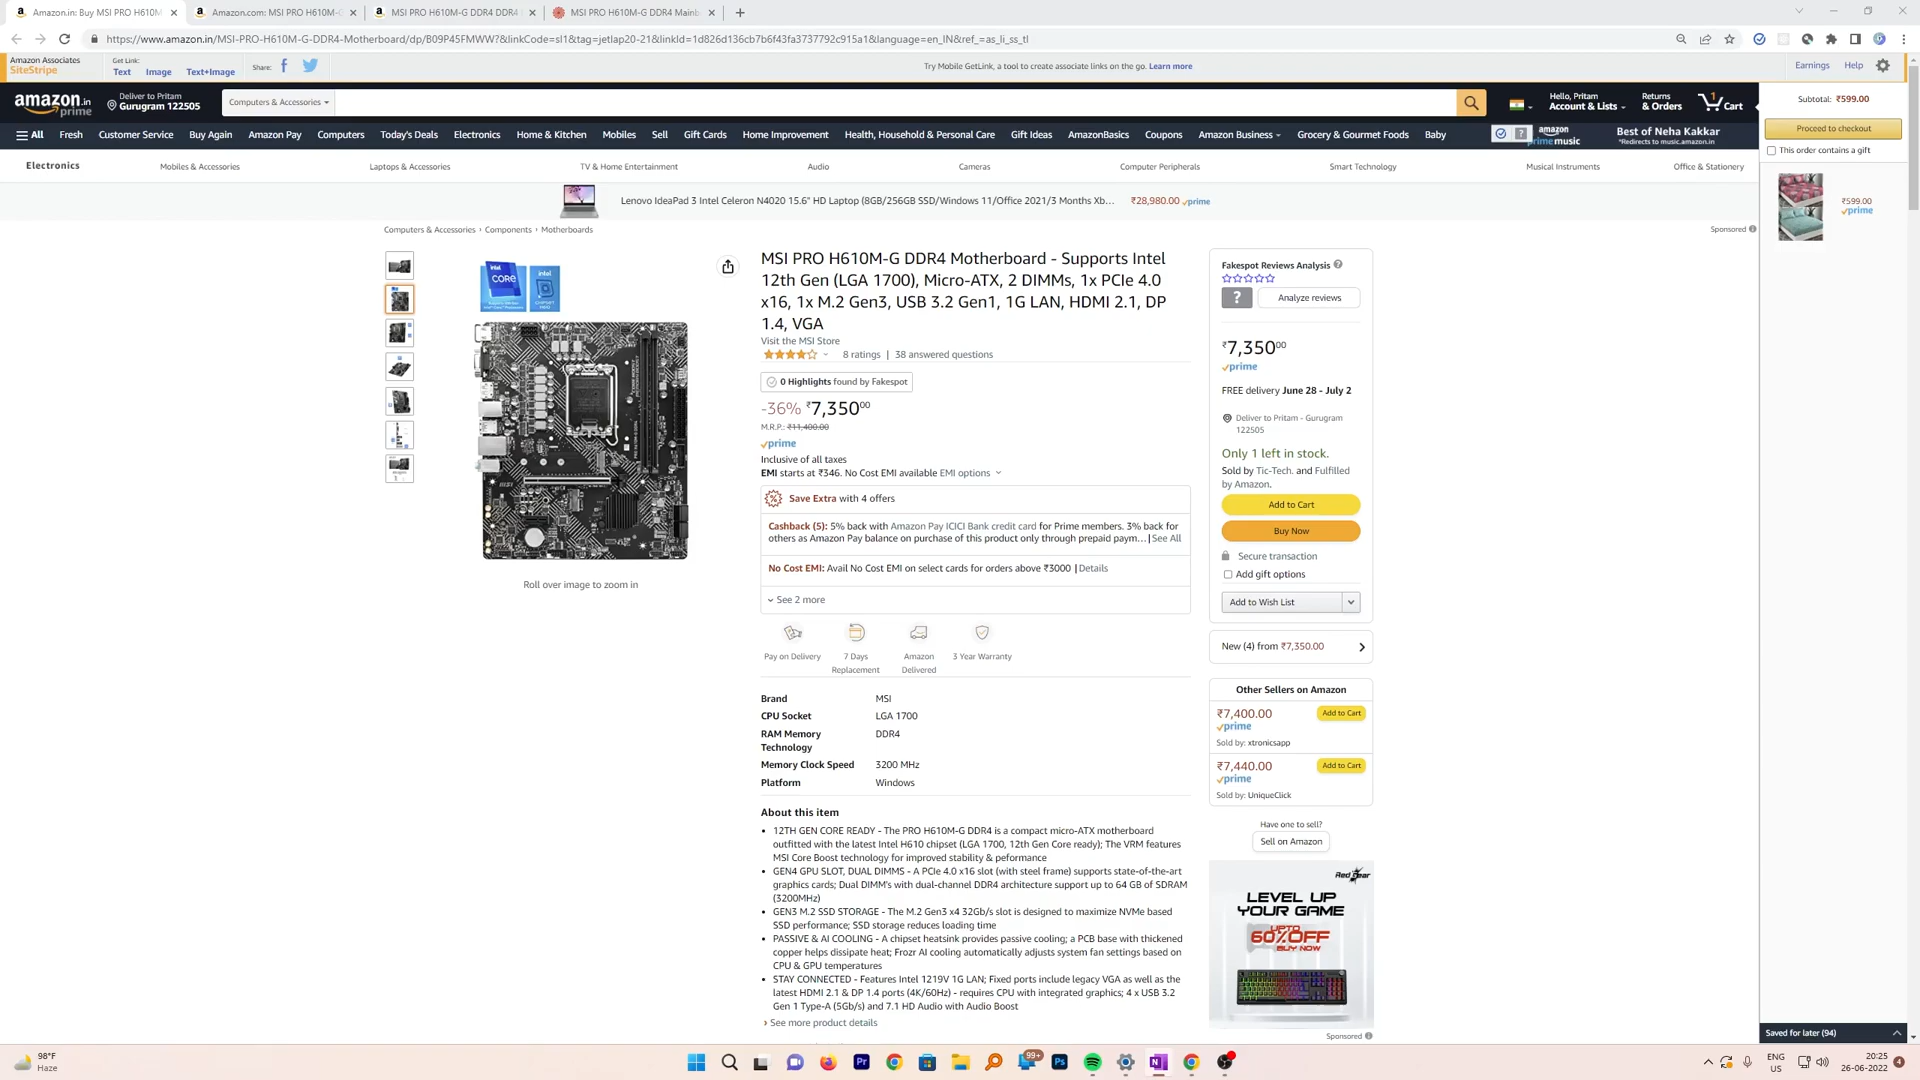 Amazon.in: Buy MSI PRO H610M
Amazon.com: MSI PRO H610M-G
MSI PRO H610M-G DDR4 DDR4
MSI PRO H610M-G DDR4 Mainb
https://www.amazon.in/MSI-PRO-H610M-G-DDR4-Motherboard/dp/B09P45FMWW?&linkCode=sl1&tag=jetlap20-21&linkId=1d826d136cb7b6f43fa3737792c915a1&language=en_IN&ref_=as_li_ss_tl
Amazon Associates
SiteStripe
Get Link:
Text Image Text+Image
Share:
Try Mobile GetLink, a tool to create associate links on the go. Learn more
Earnings Help
amazon.in
prime
Deliver to Pritam
Gurugram 122505
Computers & Accessories
Hello, Pritam
Account & Lists
Returns
& Orders
1
Cart
Subtotal: ₹599.00
Proceed to checkout
This order contains a gift
₹599.00
prime
All Fresh Customer Service Buy Again Amazon Pay Computers Today's Deals Electronics Home & Kitchen Mobiles Sell Gift Cards Home Improvement Health, Household & Personal Care Gift Ideas AmazonBasics Coupons Amazon Business Grocery & Gourmet Foods Baby
amazon
prime music
Best of Neha Kakkar
*Redirects to music.amazon.in
Electronics Mobiles & Accessories Laptops & Accessories TV & Home Entertainment Audio Cameras Computer Peripherals Smart Technology Musical Instruments Office & Stationery
Lenovo IdeaPad 3 Intel Celeron N4020 15.6" HD Laptop (8GB/256GB SSD/Windows 11/Office 2021/3 Months Xb... ₹28,980.00 prime
Sponsored
Computers & Accessories › Components › Motherboards
intel
CORE
intel
Roll over image to zoom in
MSI PRO H610M-G DDR4 Motherboard - Supports Intel
12th Gen (LGA 1700), Micro-ATX, 2 DIMMs, 1x PCIe 4.0
x16, 1x M.2 Gen3, USB 3.2 Gen1, 1G LAN, HDMI 2.1, DP
1.4, VGA
Visit the MSI Store
8 ratings | 38 answered questions
0 Highlights found by Fakespot
-36% ₹7,35000
M.R.P.: ₹11,400.00
prime
Inclusive of all taxes
EMI starts at ₹346. No Cost EMI available EMI options
Save Extra with 4 offers
Cashback (5): 5% back with Amazon Pay ICICI Bank credit card for Prime members. 3% back for
others as Amazon Pay balance on purchase of this product only through prepaid paym... | See All
No Cost EMI: Avail No Cost EMI on select cards for orders above ₹3000 | Details
See 2 more
Pay on Delivery
7 Days
Replacement
Amazon
Delivered
3 Year Warranty
Brand MSI
CPU Socket LGA 1700
RAM Memory
Technology
DDR4
Memory Clock Speed 3200 MHz
Platform Windows
About this item
• 12TH GEN CORE READY - The PRO H610M-G DDR4 is a compact micro-ATX motherboard
outfitted with the latest Intel H610 chipset (LGA 1700, 12th Gen Core ready); The VRM features
MSI Core Boost technology for improved stability & peformance
• GEN4 GPU SLOT, DUAL DIMMS - A PCIe 4.0 x16 slot (with steel frame) supports state-of-the-art
graphics cards; Dual DIMM's with dual-channel DDR4 architecture support up to 64 GB of SDRAM
(3200MHz)
• GEN3 M.2 SSD STORAGE - The M.2 Gen3 x4 32Gb/s slot is designed to maximize NVMe based
SSD performance; SSD storage reduces loading time
• PASSIVE & AI COOLING - A chipset heatsink provides passive cooling; a PCB base with thickened
copper helps dissipate heat; Frozr AI cooling automatically adjusts system fan settings based on
CPU & GPU temperatures
• STAY CONNECTED - Features Intel 1219V 1G LAN; Fixed ports include legacy VGA as well as the
latest HDMI 2.1 & DP 1.4 ports (4K/60Hz) - requires CPU with integrated graphics; 4 x USB 3.2
Gen 1 Type-A (5Gb/s) and 7.1 HD Audio with Audio Boost
› See more product details
Fakespot Reviews Analysis
?
Analyze reviews
₹7,35000
prime
FREE delivery June 28 - July 2
Deliver to Pritam - Gurugram
122505
Only 1 left in stock.
Sold by Tic-Tech. and Fulfilled
by Amazon.
Add to Cart
Buy Now
Secure transaction
Add gift options
Add to Wish List
New (4) from ₹7,350.00
Other Sellers on Amazon
₹7,400.00 Add to Cart
prime
Sold by: xtronicsapp
₹7,440.00 Add to Cart
prime
Sold by: UniqueClick
Have one to sell?
Sell on Amazon
Redgear
LEVEL UP
YOUR GAME
UPTO
60% OFF
BUY NOW
Sponsored
Saved for later (94)
98°F
Haze
Pr
99+
Ps
ENG
US
20:25
26-06-2022
4